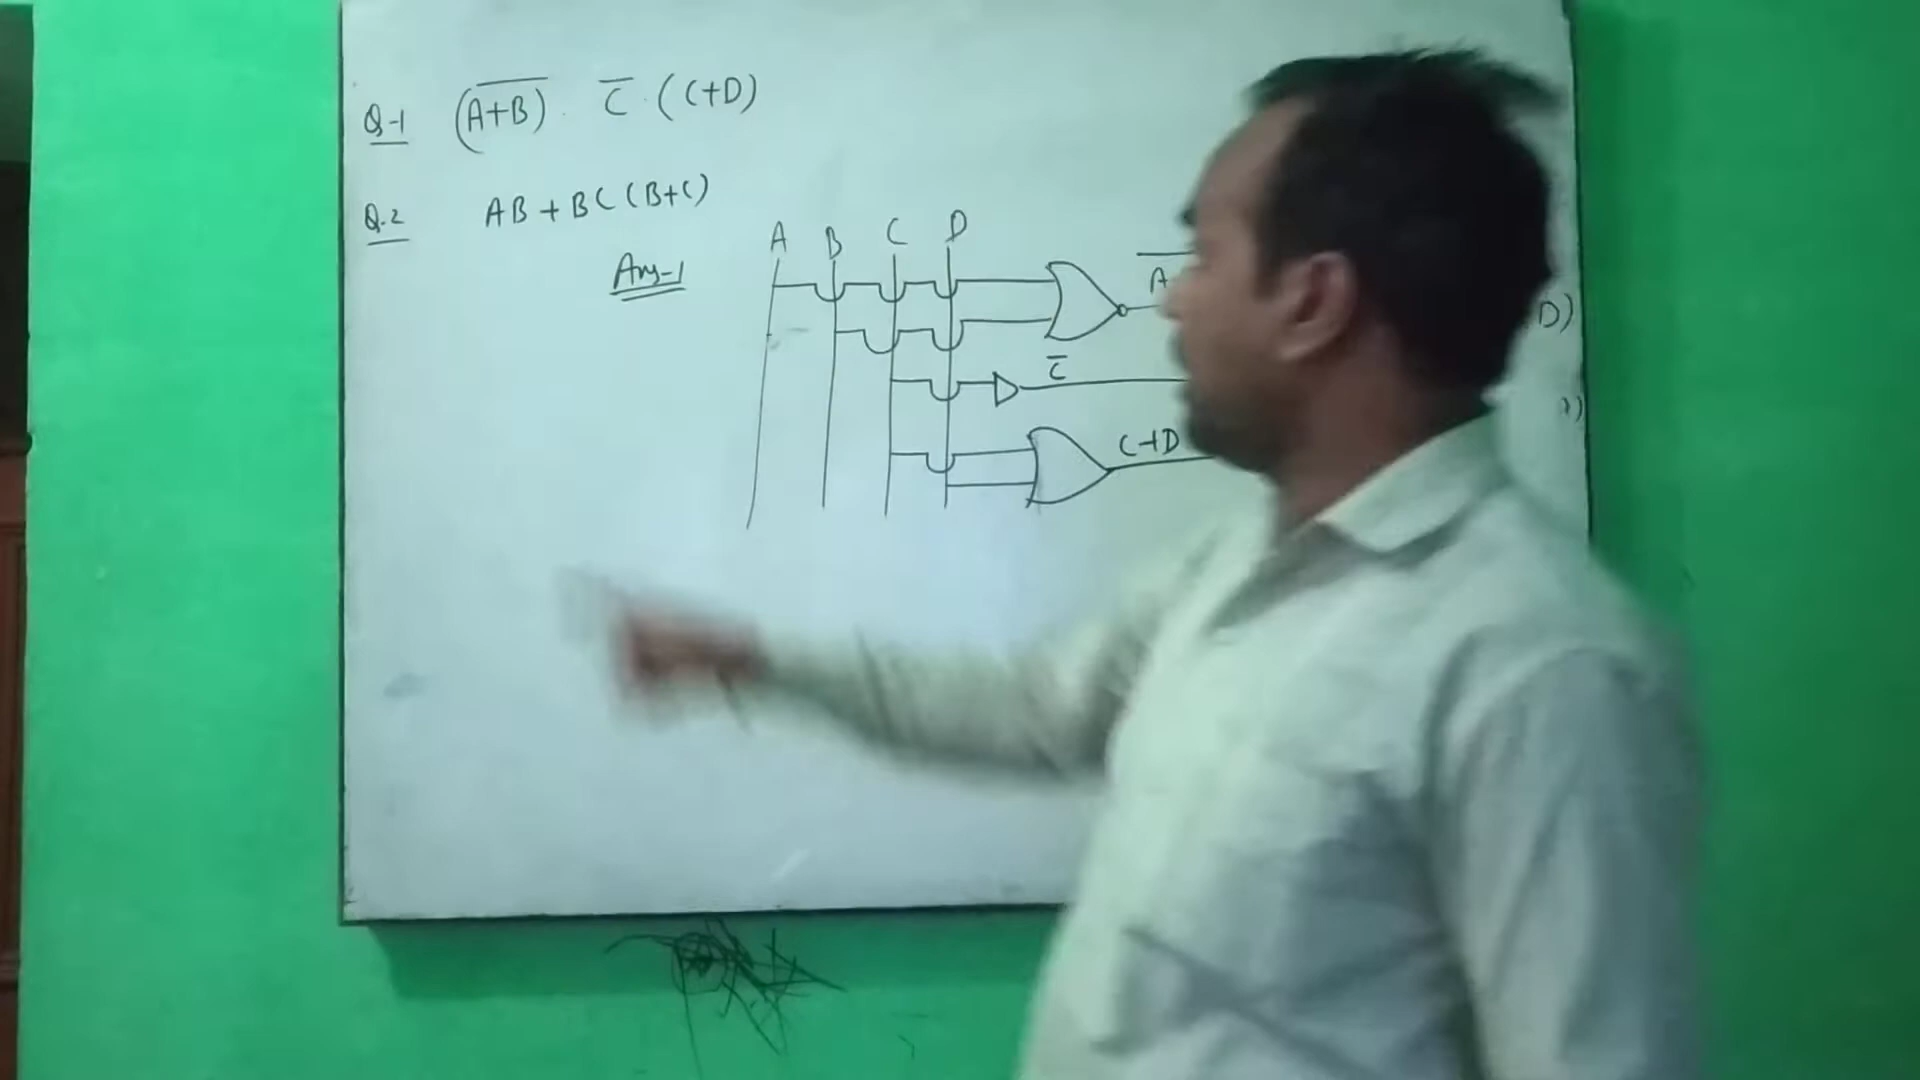 Q-1 (A̅+̅B̅) . C̅ . (C+D)
Q.2 AB + BC (B+C)
Ans-1
A B C D
A
D)
C̅
C+D